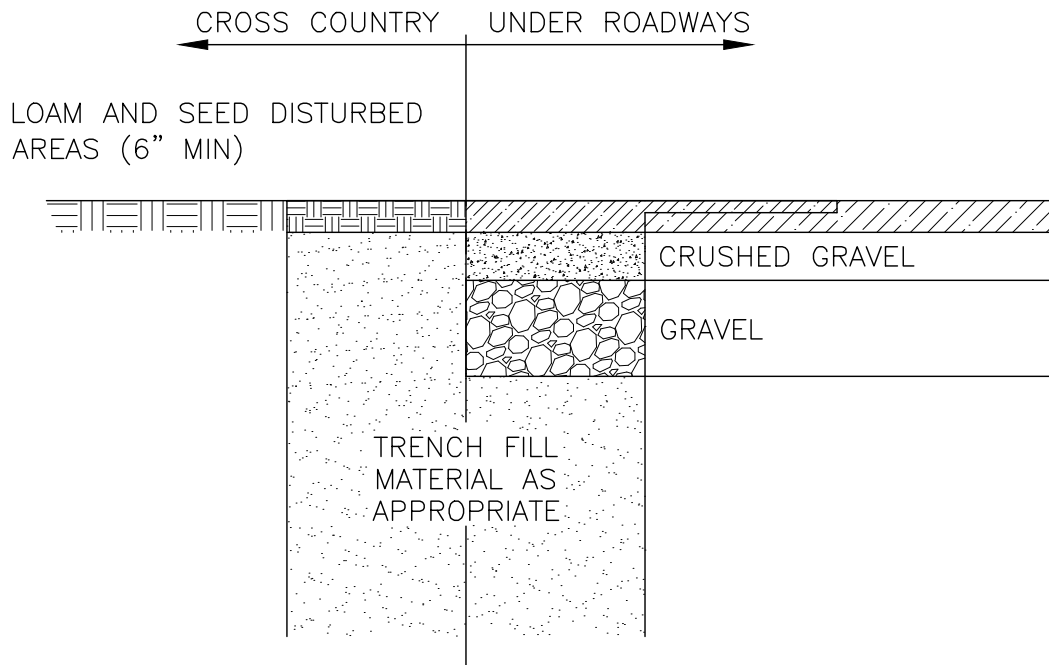 CROSS COUNTRY
UNDER ROADWAYS
LOAM AND SEED DISTURBED
AREAS (6” MIN)
CRUSHED GRAVEL
GRAVEL
TRENCH FILL
MATERIAL AS
APPROPRIATE